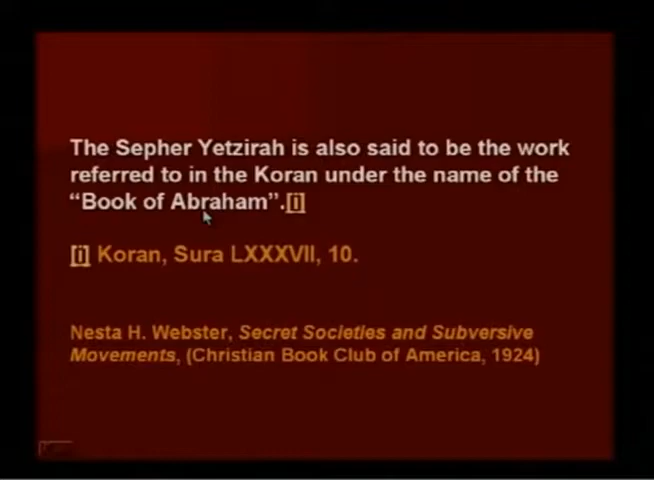 The Sepher Yetzirah is also said to be the work
referred to in the Koran under the name of the
“Book of Abraham”.[i]
[i] Koran, Sura LXXXVII, 10.
Nesta H. Webster, Secret Societies and Subversive
Movements, (Christian Book Club of America, 1924)